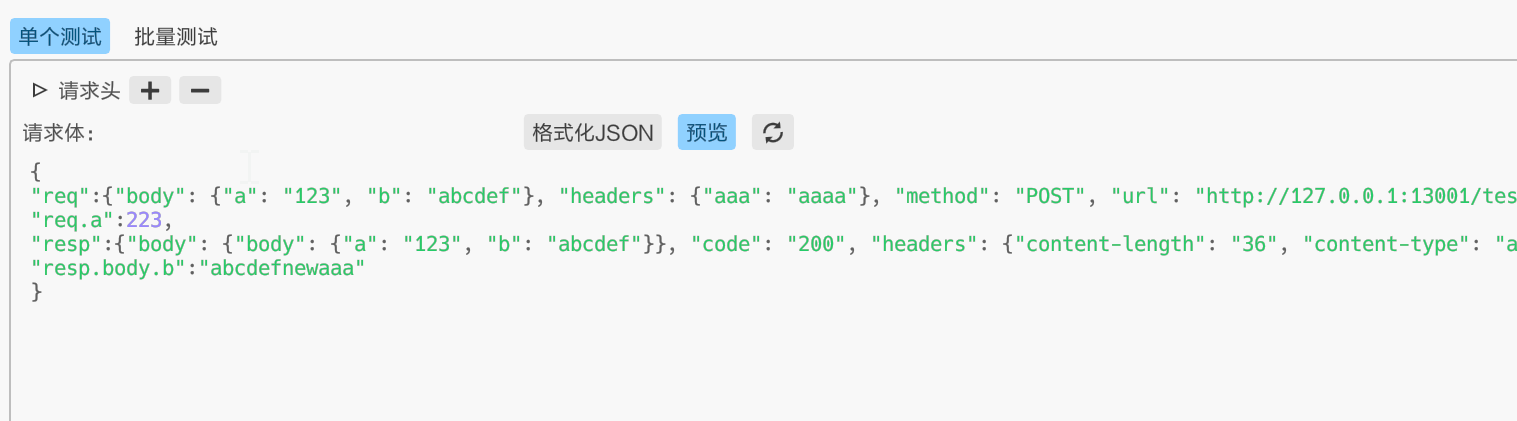 单个测试 批量测试
请求头
请求体:
格式化JSON 预览
{
"req":{"body": {"a": "123", "b": "abcdef"}, "headers": {"aaa": "aaaa"}, "method": "POST", "url": "http://127.0.0.1:13001/tes
"req.a":223,
"resp":{"body": {"body": {"a": "123", "b": "abcdef"}}, "code": "200", "headers": {"content-length": "36", "content-type": "a
"resp.body.b":"abcdefnewaaa"
}